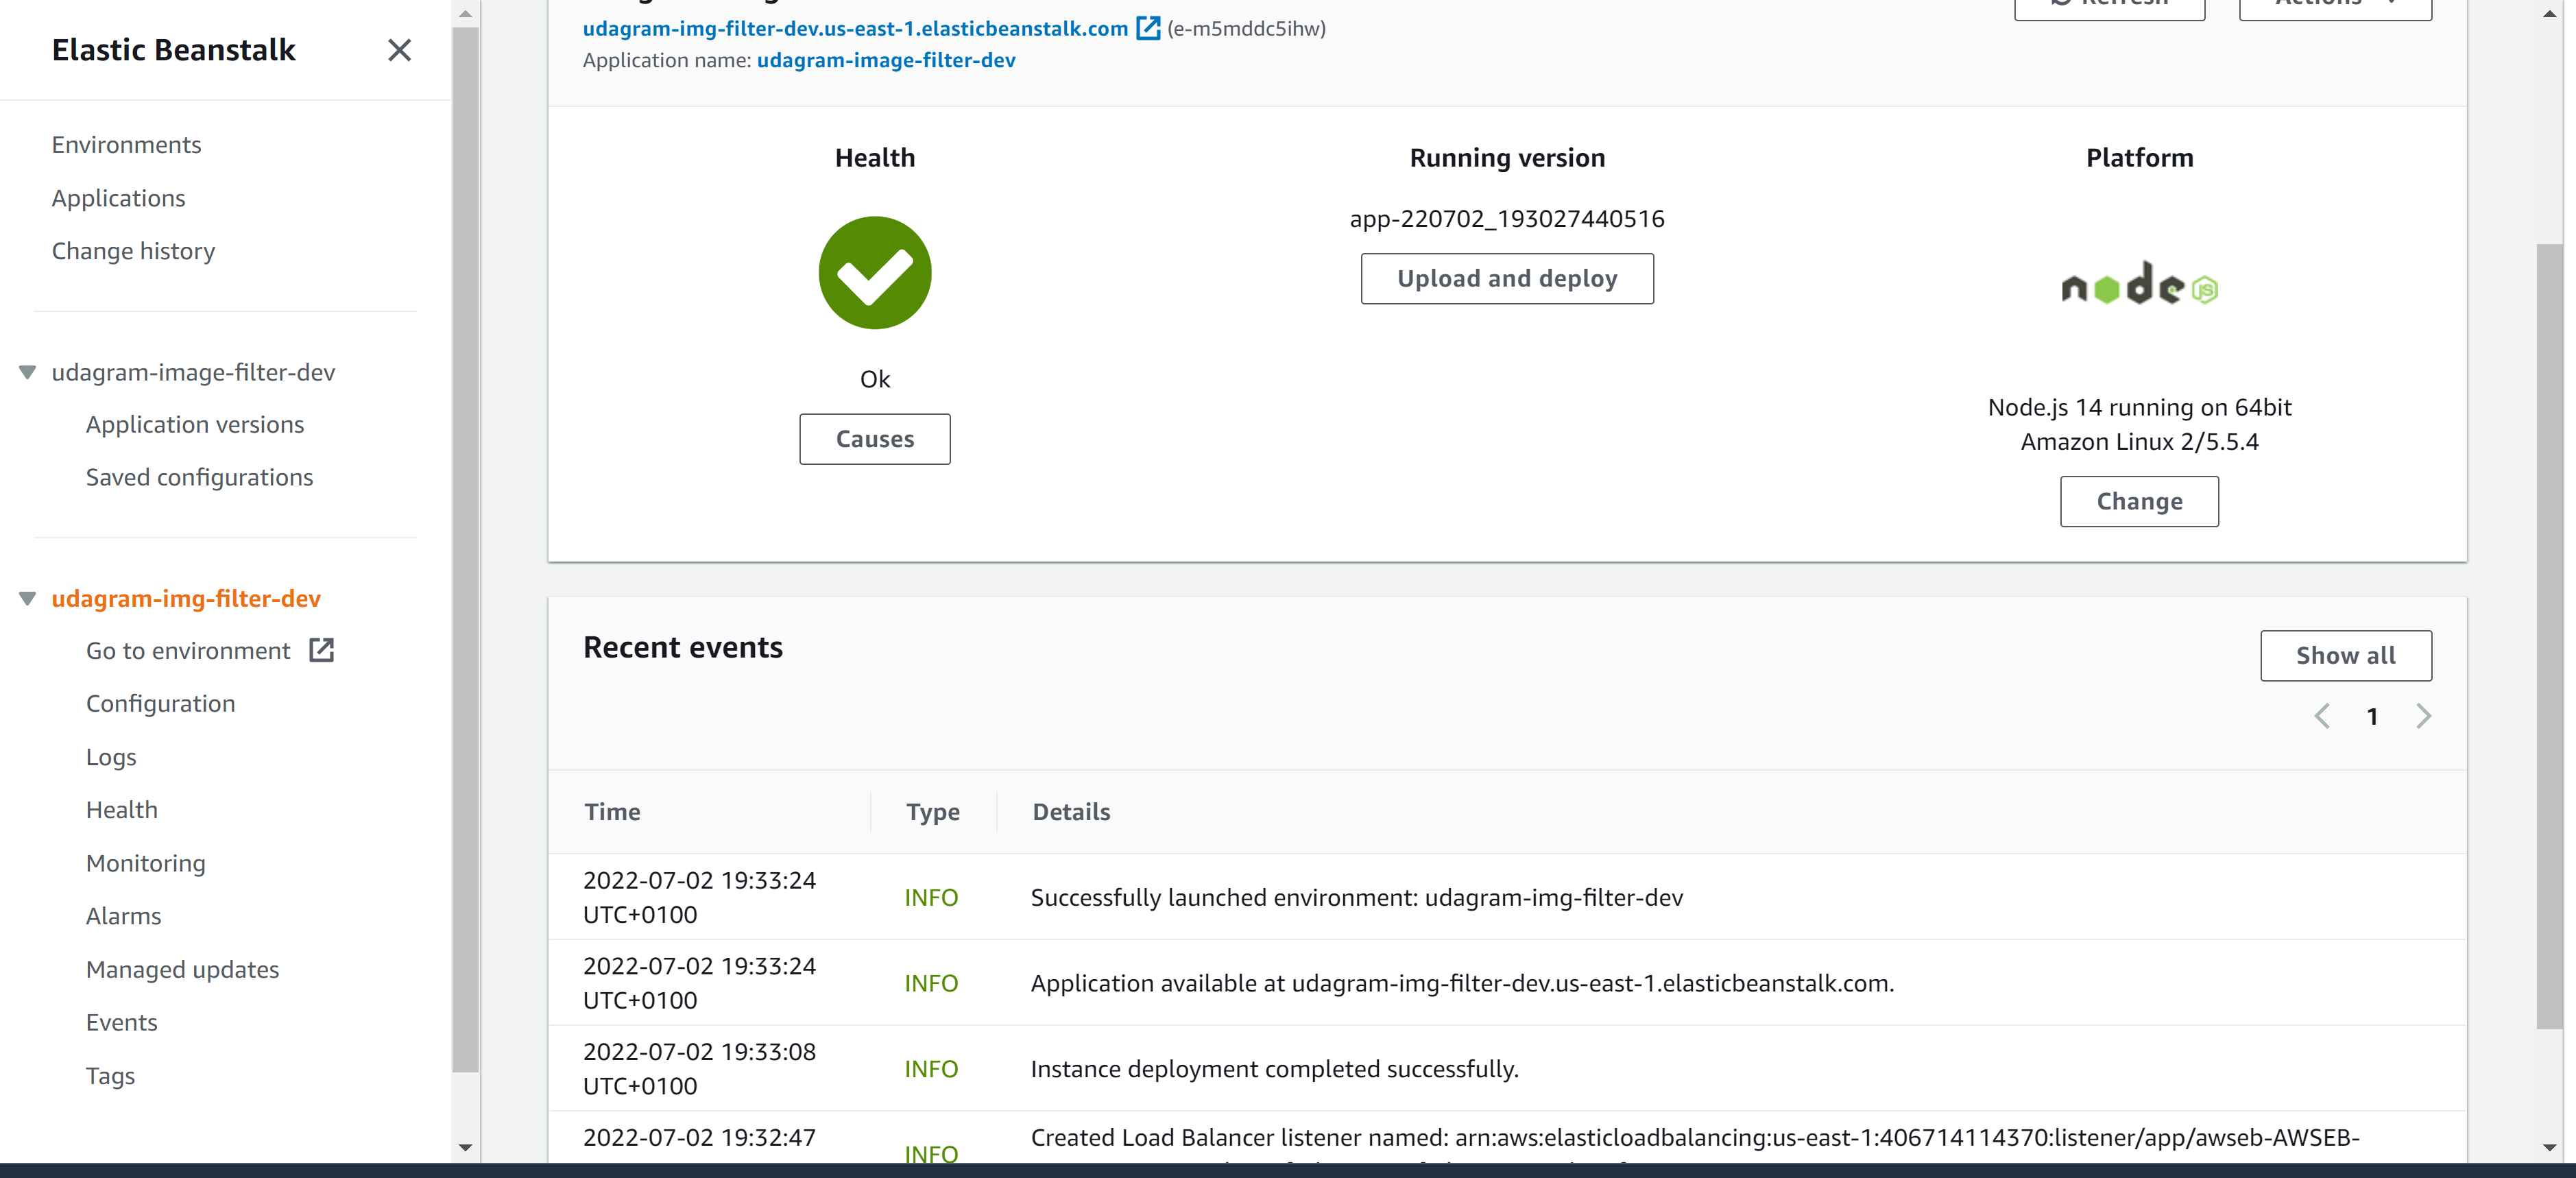 Elastic Beanstalk
Environments
Applications
Change history
udagram-image-filter-dev
Application versions
Saved configurations
udagram-img-filter-dev
Go to environment
Configuration
Logs
Health
Monitoring
Alarms
Managed updates
Events
Tags
Refresh
Actions
udagram-img-filter-dev.us-east-1.elasticbeanstalk.com (e-m5mddc5ihw)
Application name: udagram-image-filter-dev
Health
Ok
Causes
Running version
app-220702_193027440516
Upload and deploy
Platform
node JS
Node.js 14 running on 64bit
Amazon Linux 2/5.5.4
Change
Recent events
Show all
1
Time Type Details
2022-07-02 19:33:24
UTC+0100
INFO
Successfully launched environment: udagram-img-filter-dev
2022-07-02 19:33:24
UTC+0100
INFO
Application available at udagram-img-filter-dev.us-east-1.elasticbeanstalk.com.
2022-07-02 19:33:08
UTC+0100
INFO
Instance deployment completed successfully.
2022-07-02 19:32:47
INFO
Created Load Balancer listener named: arn:aws:elasticloadbalancing:us-east-1:406714114370:listener/app/awseb-AWSEB-